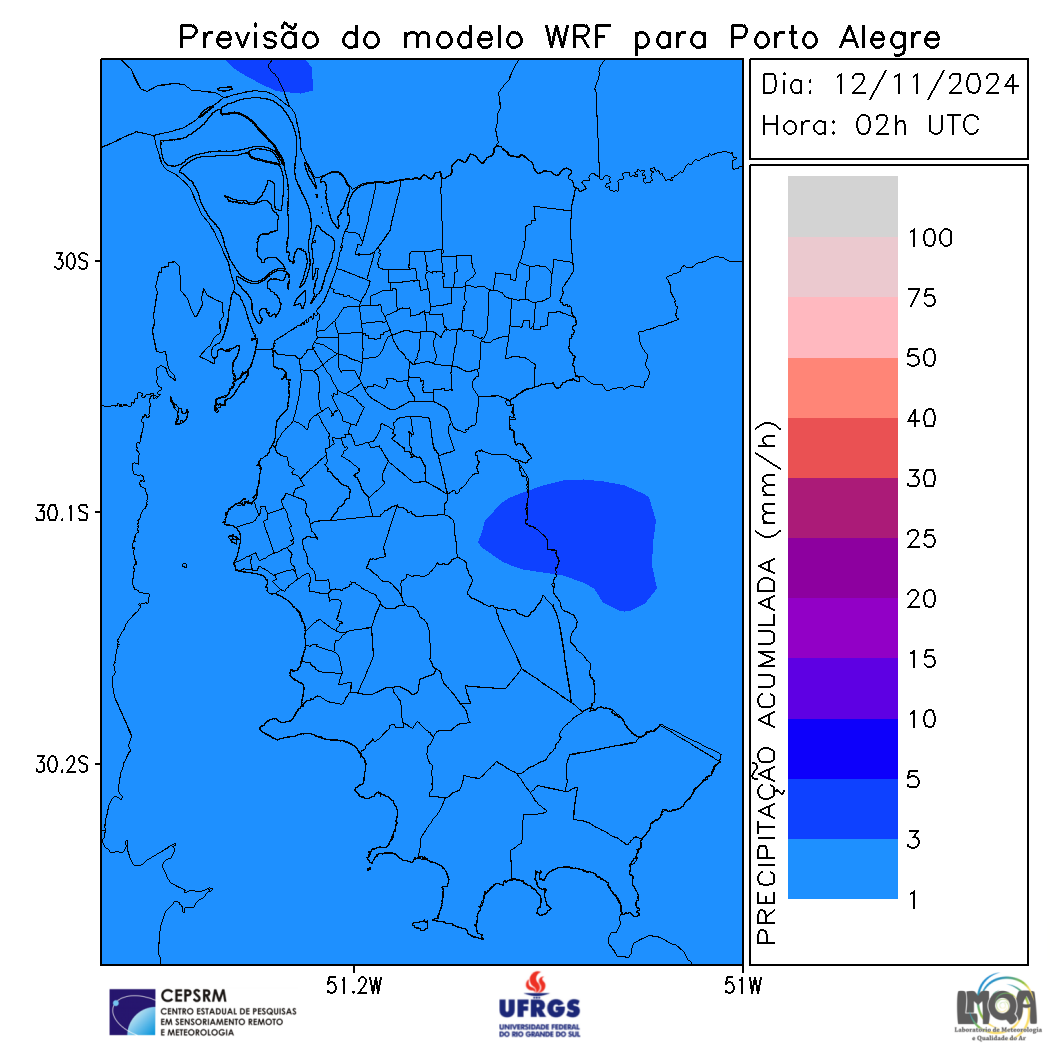 Previsão do modelo WRF para Porto Alegre
Dia: 12/11/2024
Hora: 02h UTC
30S
30.1S
30.2S
51.2W
51W
PRECIPITAÇÃO ACUMULADA (mm/h)
100
75
50
40
30
25
20
15
10
5
3
1
CEPSRM
CENTRO ESTADUAL DE PESQUISAS
EM SENSORIAMENTO REMOTO
E METEOROLOGIA
UFRGS
UNIVERSIDADE FEDERAL
DO RIO GRANDE DO SUL
LMQA
Laboratório de Meteorologia
e Qualidade do Ar